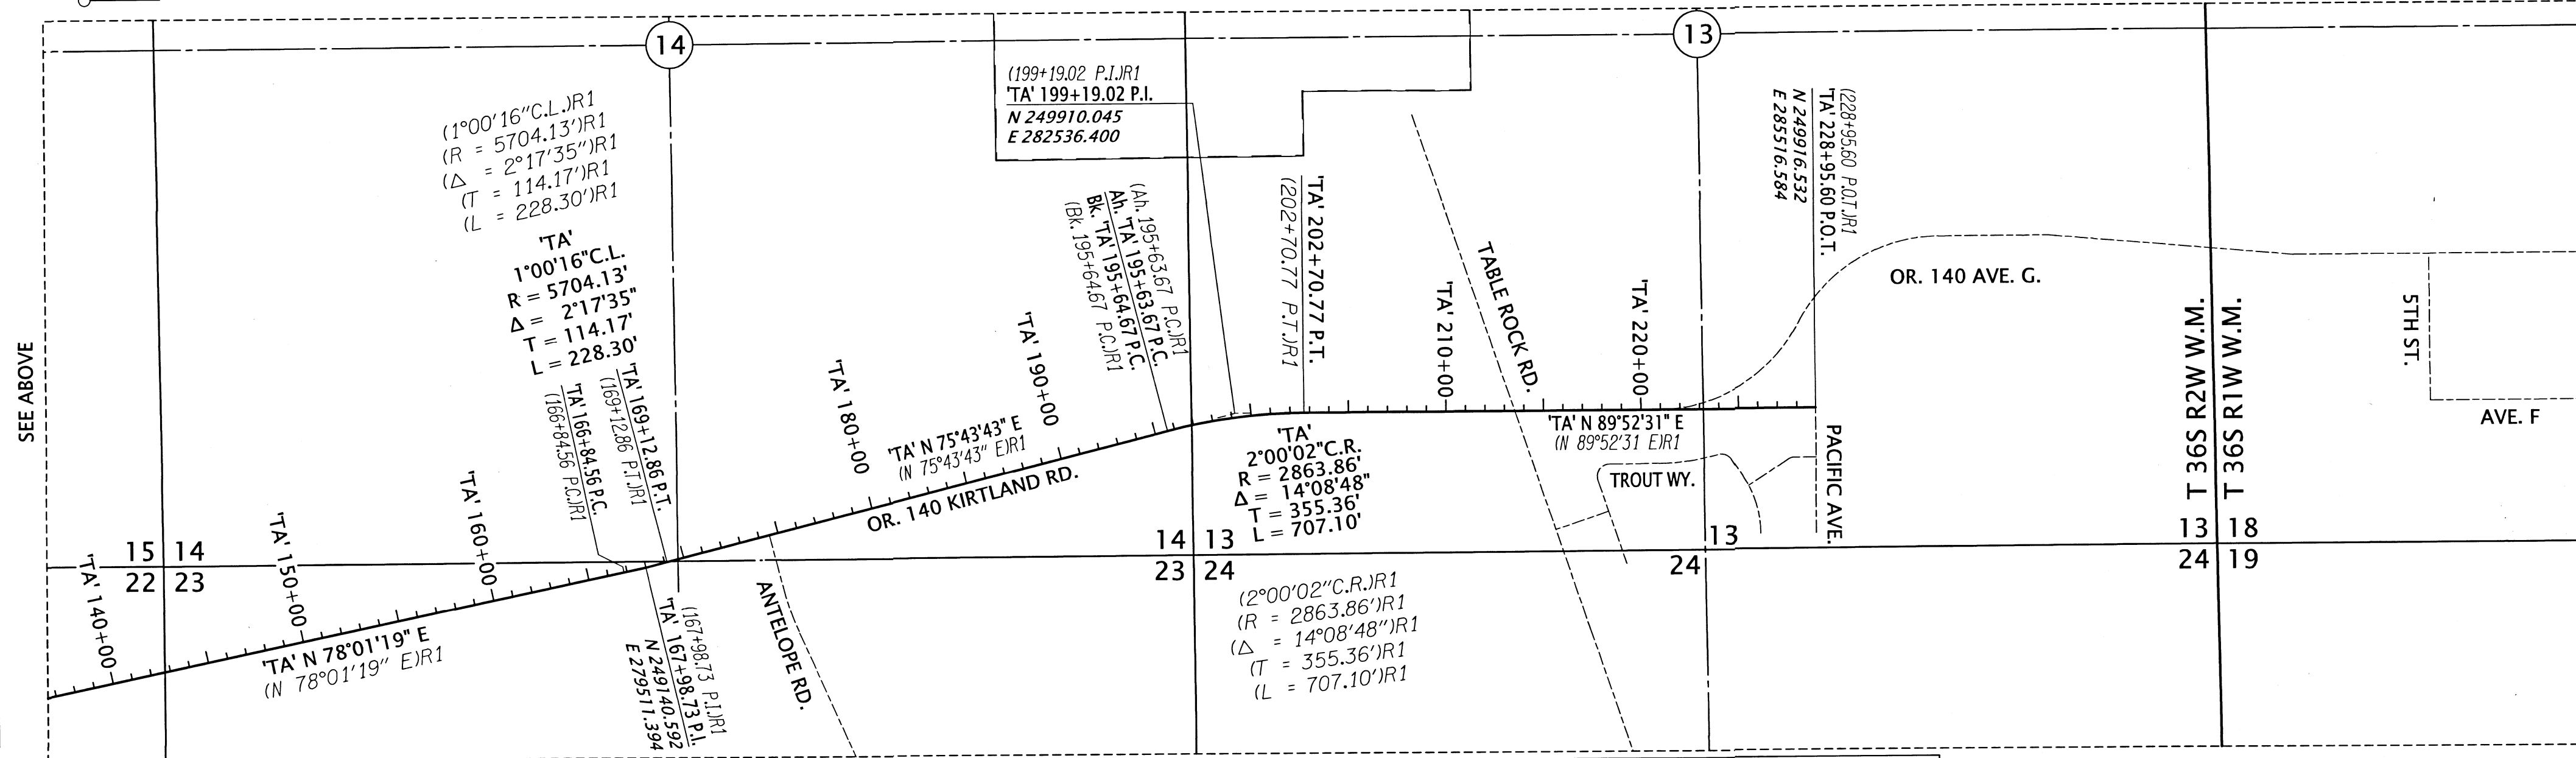 14
13
(1°00'16"C.L.)R1
(R = 5704.13')R1
(Δ = 2°17'35")R1
(T = 114.17')R1
(L = 228.30')R1
'TA'
1°00'16"C.L.
R = 5704.13'
Δ = 2°17'35"
T = 114.17'
L = 228.30'
(199+19.02 P.I.)R1
'TA' 199+19.02 P.I.
N 249910.045
E 282536.400
(228+95.60 P.O.T.)R1
'TA' 228+95.60 P.O.T.
N 249916.532
E 285516.584
(Ah. 195+63.67 P.C.)R1
Ah. 'TA' 195+63.67 P.C.
Bk. 'TA' 195+64.67 P.C.
(Bk. 195+64.67 P.C.)R1
'TA' 202+70.77 P.T.
(202+70.77 P.T.)R1
TABLE ROCK RD.
'TA' 210+00
'TA' 220+00
OR. 140 AVE. G.
T 36S R2W W.M.
T 36S R1W W.M.
5TH ST.
AVE. F
SEE ABOVE
'TA' 169+12.86 P.T.
(169+12.86 P.T.)R1
'TA' 166+84.56 P.C.
(166+84.56 P.C.)R1
'TA' 180+00
'TA' 190+00
'TA' N 75°43'43" E
(N 75°43'43" E)R1
OR. 140 KIRTLAND RD.
'TA'
2°00'02"C.R.
R = 2863.86'
Δ = 14°08'48"
T = 355.36'
L = 707.10'
'TA' N 89°52'31" E
(N 89°52'31 E)R1
TROUT WY.
PACIFIC AVE.
'TA' 140+00
'TA' 150+00
'TA' 160+00
15 14
22 23
14 13
23 24
13
24
13 18
24 19
'TA' N 78°01'19" E
(N 78°01'19" E)R1
(167+98.73 P.I.)R1
'TA' 167+98.73 P.I.
N 249140.592
E 279511.394
ANTELOPE RD.
(2°00'02"C.R.)R1
(R = 2863.86')R1
(Δ = 14°08'48")R1
(T = 355.36')R1
(L = 707.10')R1